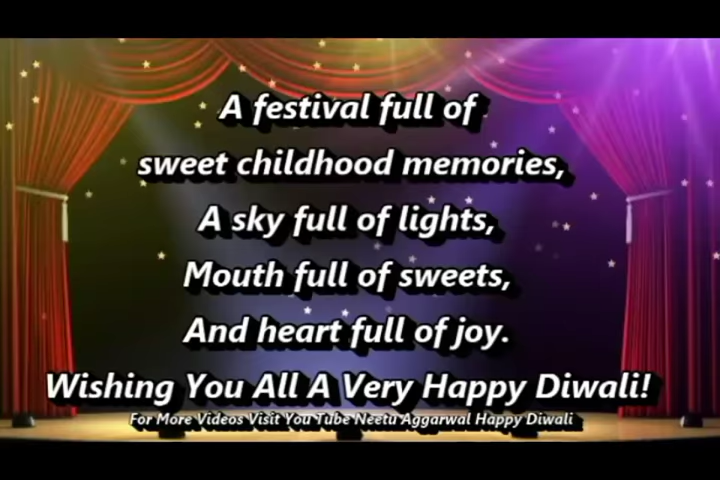 A festival full of
sweet childhood memories,
A sky full of lights,
Mouth full of sweets,
And heart full of joy.
Wishing You All A Very Happy Diwali!
For More Videos Visit You Tube Neetu Aggarwal Happy Diwali